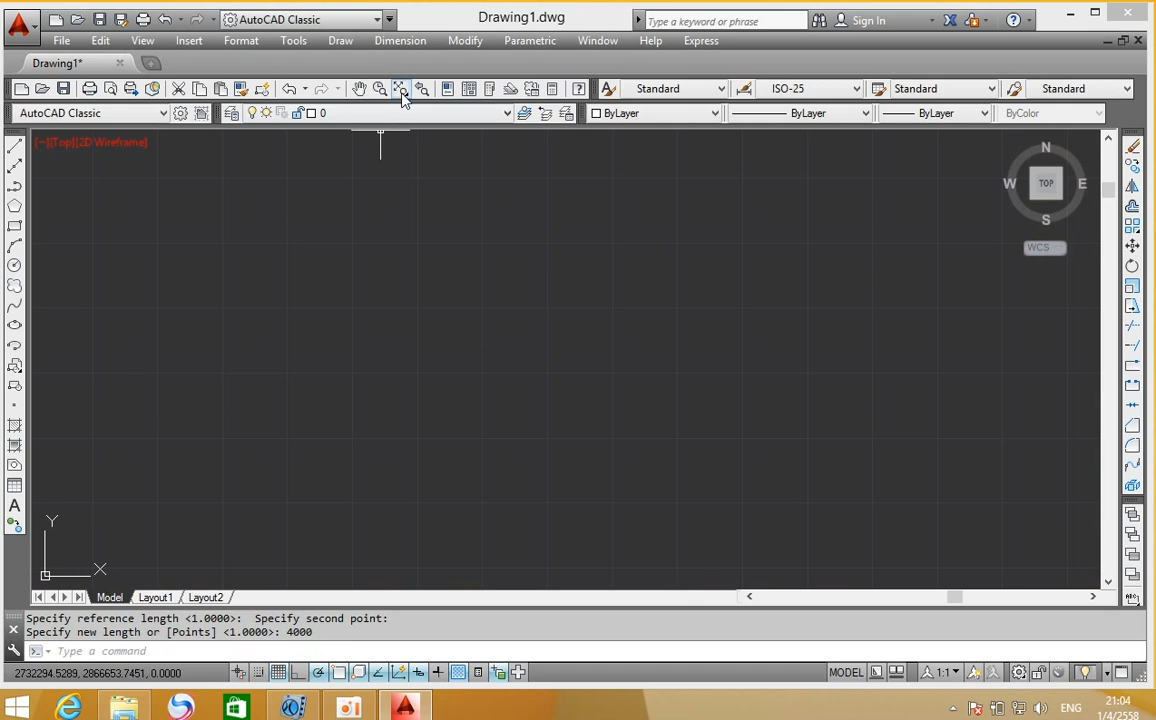 AutoCAD Classic
Drawing1.dwg
Type a keyword or phrase
Sign In
File Edit View Insert Format Tools Draw Dimension Modify Parametric Window Help Express
Drawing1*
Standard ISO-25 Standard Standard
AutoCAD Classic 0 ByLayer ByLayer ByLayer ByColor
[−][Top][2D Wireframe]
N
W TOP E
S
WCS
Y
X
A
Model Layout1 Layout2
Specify reference length <1.0000>: Specify second point:
Specify new length or [Points] <1.0000>: 4000
Type a command
2732294.5289, 2866653.7451, 0.0000 MODEL 1:1
ENG 21:04
1/4/2558